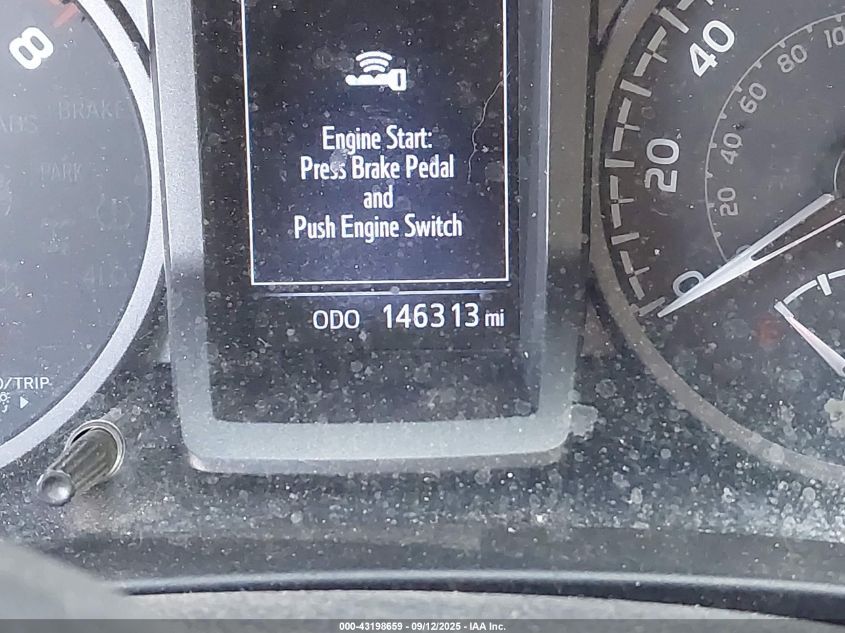 8
ABS
BRAKE
PARK
Engine Start:
Press Brake Pedal
and
Push Engine Switch
ODO 146313 mi
40
20
0
100
80
60
40
20
/TRIP
000-43198659 - 09/12/2025 - IAA Inc.